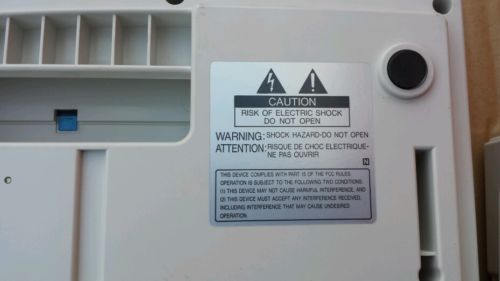 CAUTION
RISK OF ELECTRIC SHOCK
DO NOT OPEN
WARNING: SHOCK HAZARD-DO NOT OPEN
ATTENTION: RISQUE DE CHOC ELECTRIQUE-
NE PAS OUVRIR
N
THIS DEVICE COMPLIES WITH PART 15 OF THE FCC RULES.
OPERATION IS SUBJECT TO THE FOLLOWING TWO CONDITIONS:
(1) THIS DEVICE MAY NOT CAUSE HARMFUL INTERFERENCE, AND
(2) THIS DEVICE MUST ACCEPT ANY INTERFERENCE RECEIVED,
INCLUDING INTERFERENCE THAT MAY CAUSE UNDESIRED
OPERATION.